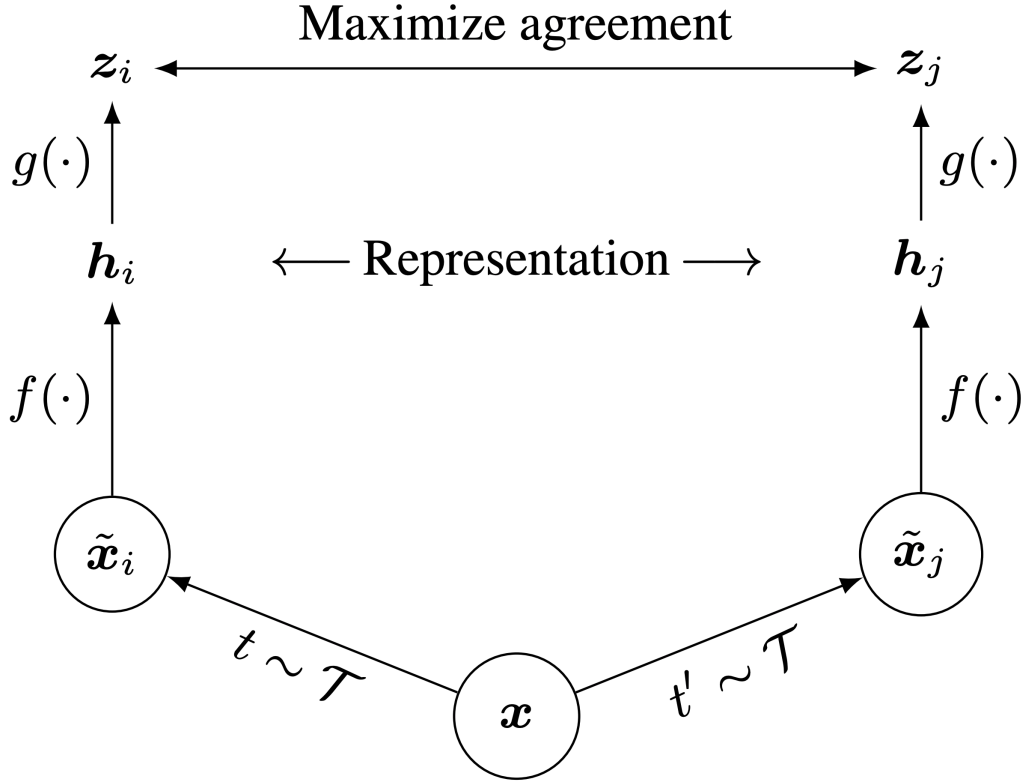 Maximize agreement
z_i z_j
g(·) g(·)
h_i Representation h_j
f(·) f(·)
x̃_i x̃_j
t ~ 𝒯 t′ ~ 𝒯
x